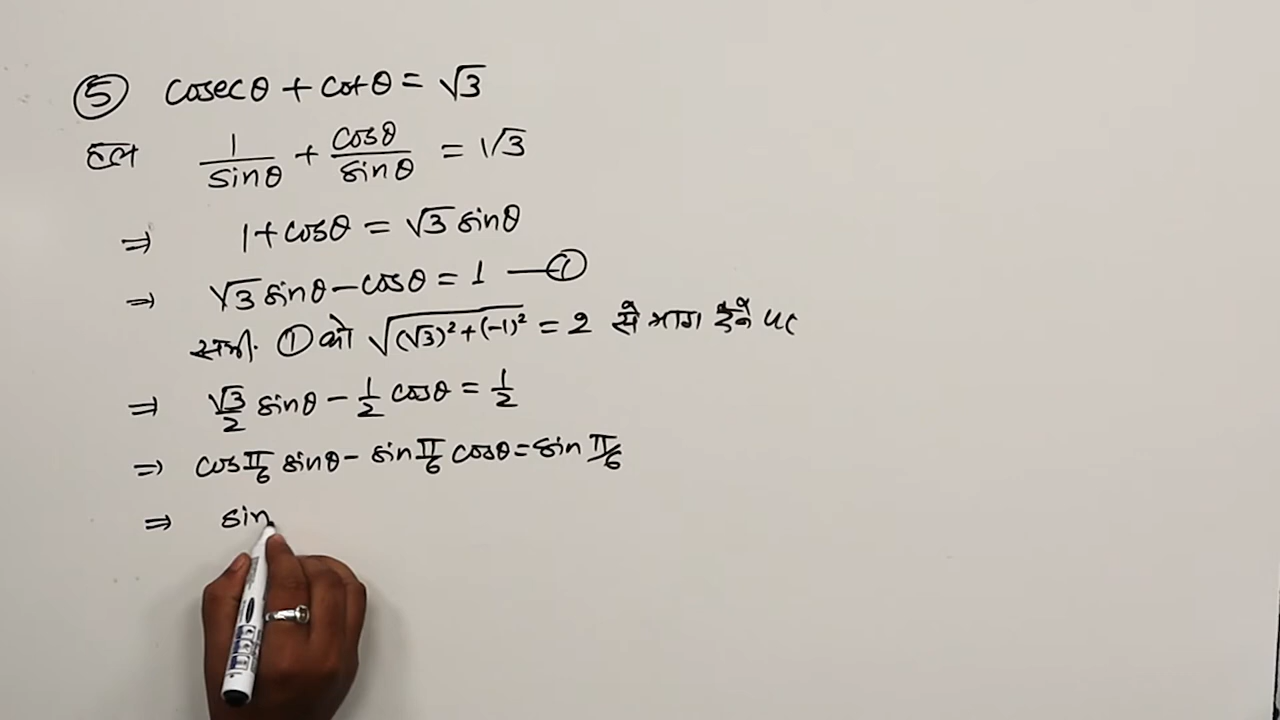 ⑤ cosecθ + cotθ = √3
हल 1/sinθ + cosθ/sinθ = √3
⇒ 1 + cosθ = √3 sinθ
⇒ √3 sinθ − cosθ = 1 —①
समी. ① को √((√3)² + (−1)²) = 2 से भाग देने पर
⇒ √3/2 sinθ − 1/2 cosθ = 1/2
⇒ cos π/6 sinθ − sin π/6 cosθ = sin π/6
⇒ sin